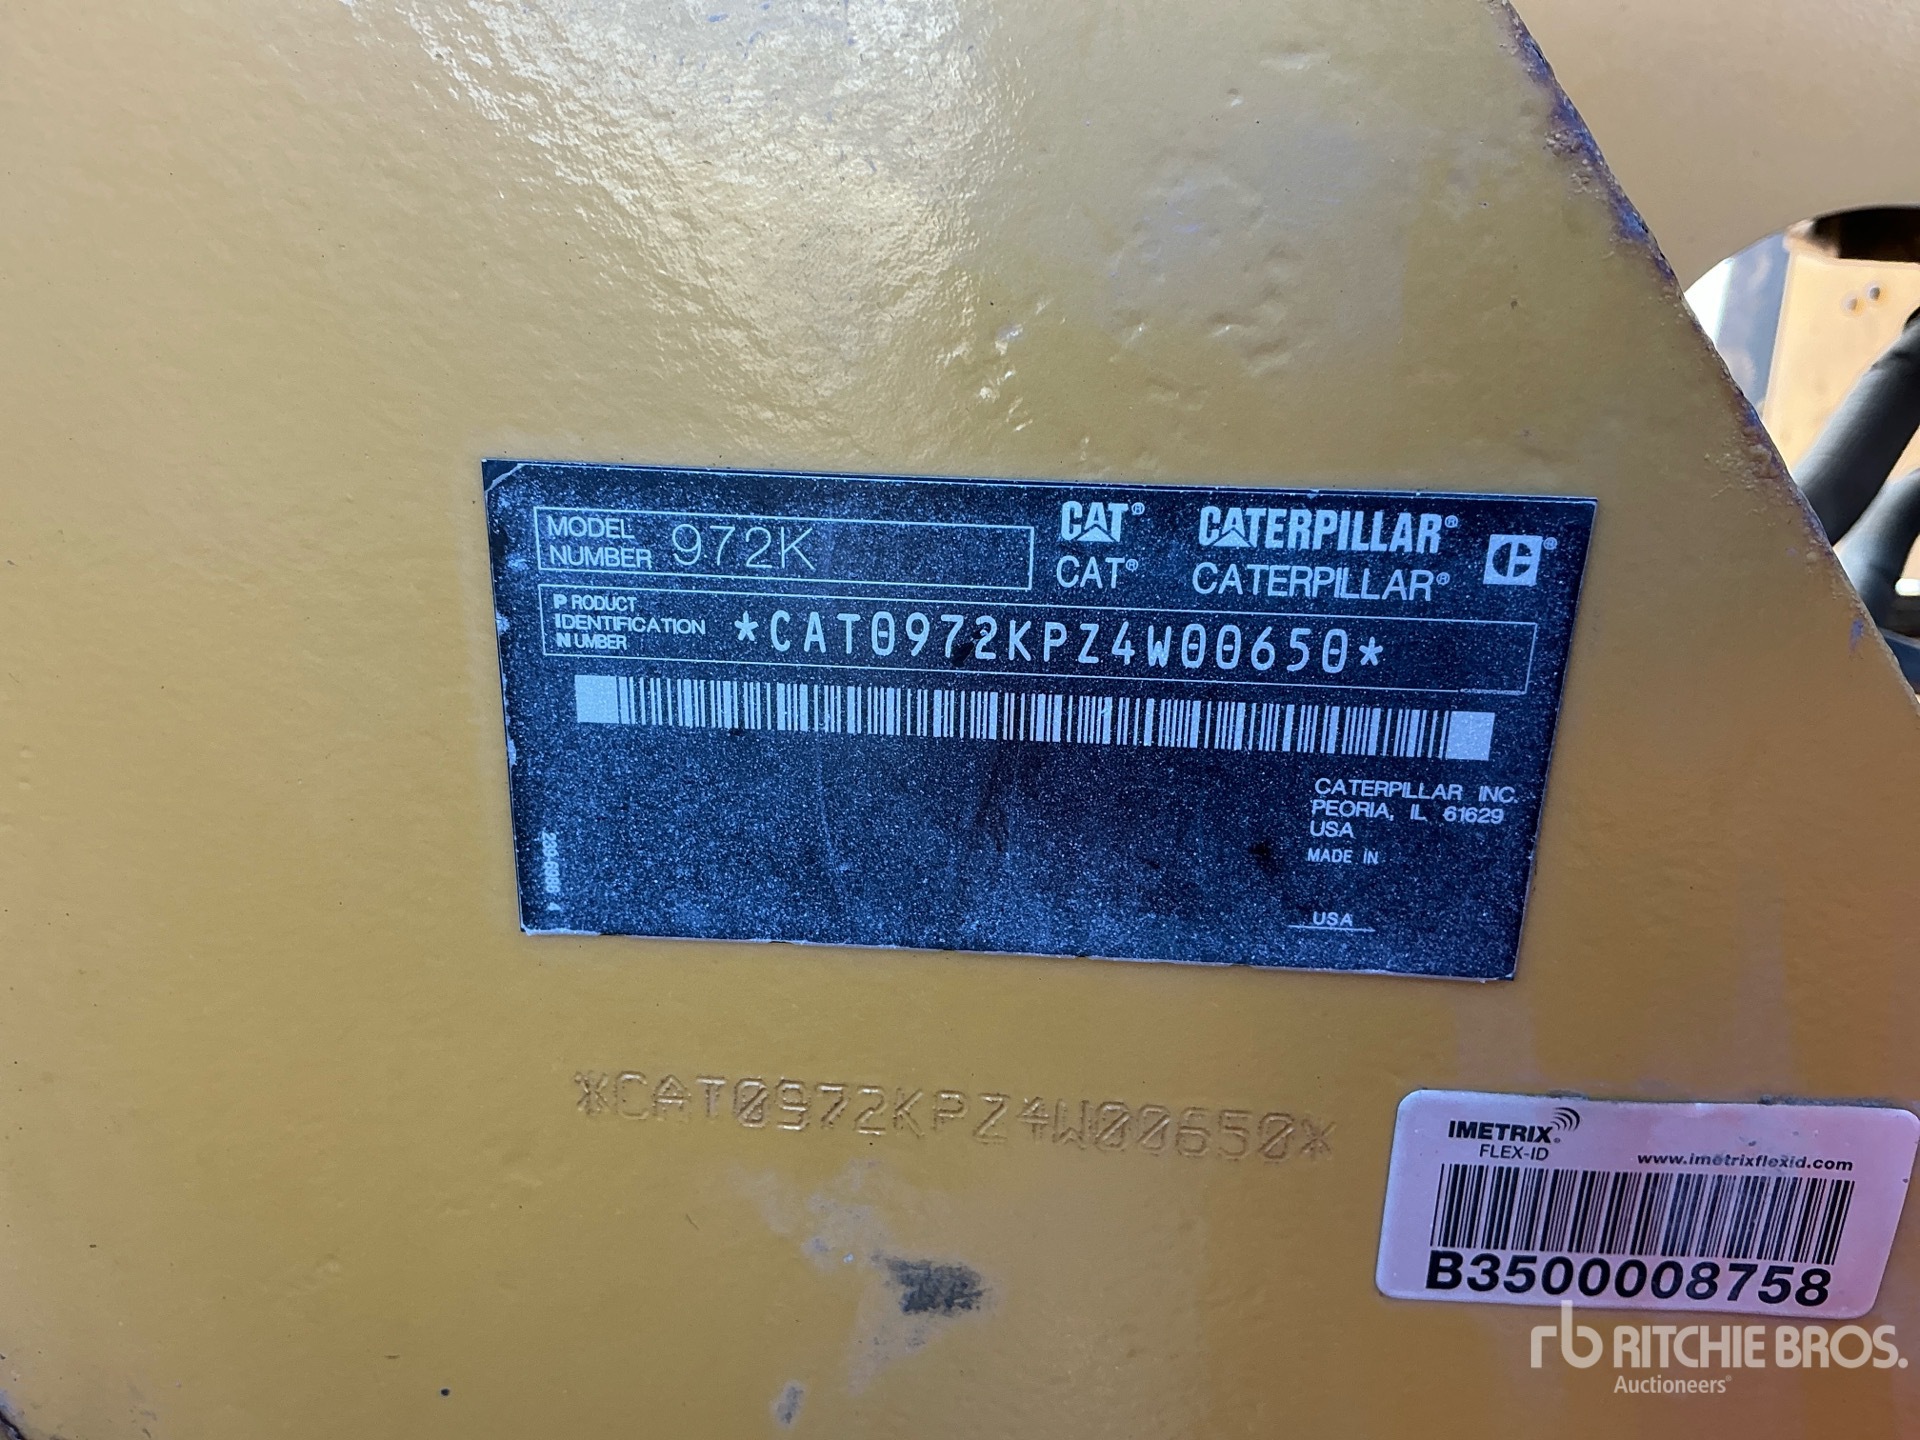 MODEL NUMBER 972K
CAT® CATERPILLAR®
CAT® CATERPILLAR®
PRODUCT IDENTIFICATION NUMBER *CAT0972KPZ4W00650*
CATERPILLAR INC.
PEORIA, IL 61629
USA
MADE IN
USA
*CAT0972KPZ4W00650*
IMETRIX®
FLEX-ID
www.imetrixflexid.com
B3500008758
rb RITCHIE BROS.
Auctioneers®